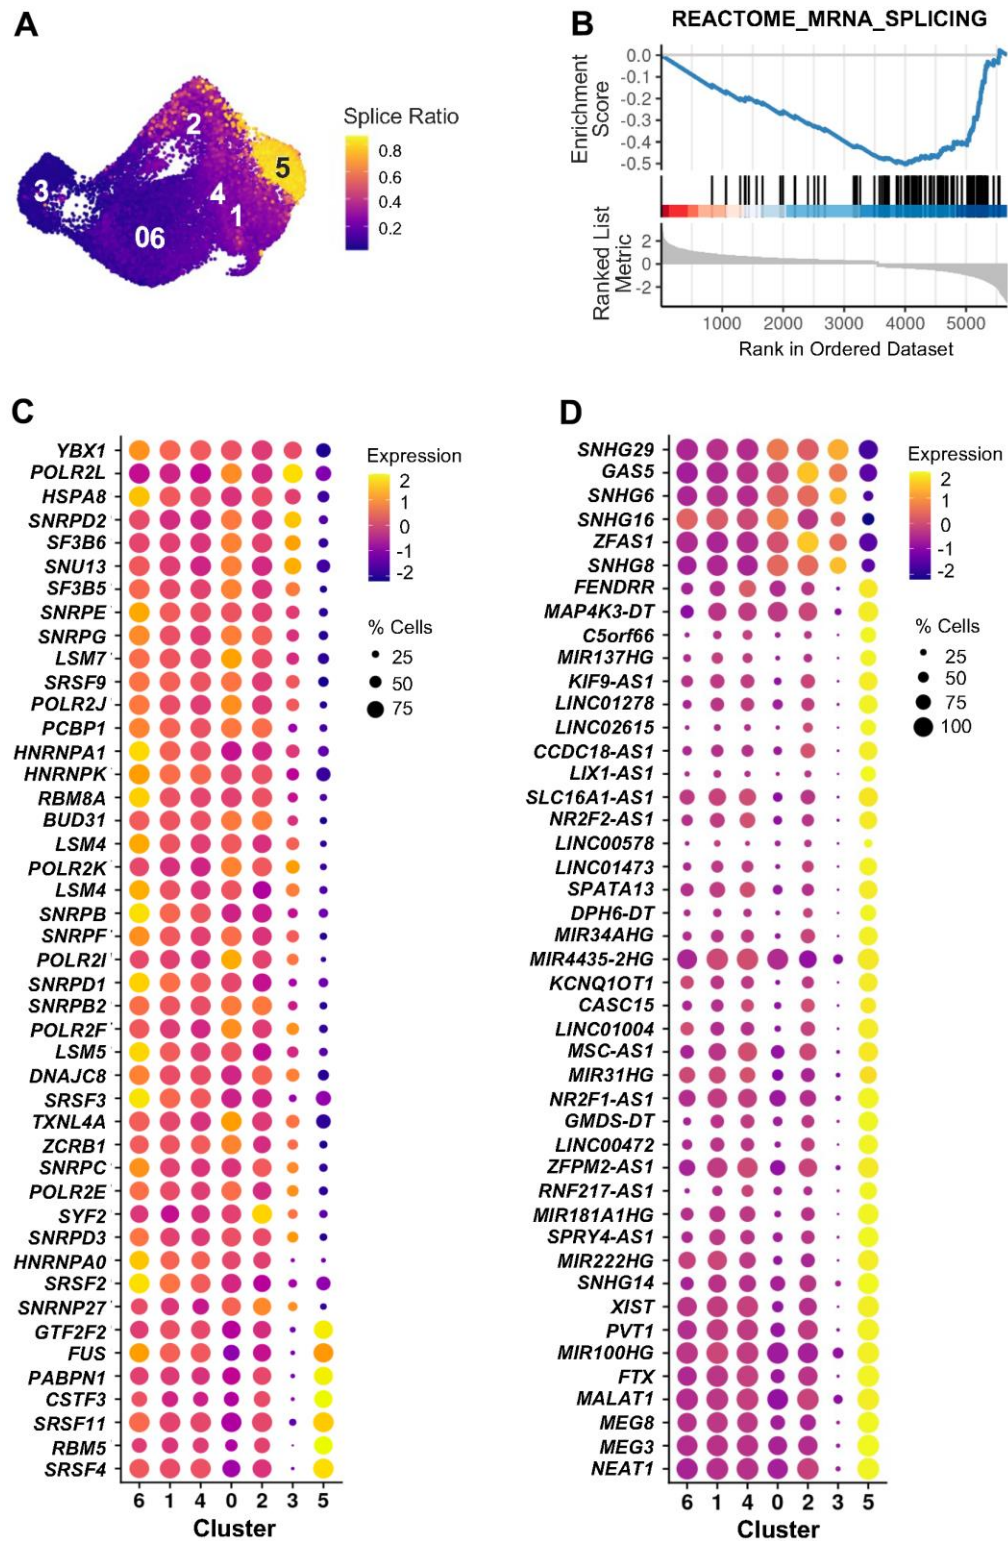 A
Splice Ratio
0.8
0.6
0.4
0.2
2
3
5
4
1
06
B
REACTOME_MRNA_SPLICING
Enrichment
Score
0.0
-0.1
-0.2
-0.3
-0.4
-0.5
Ranked List
Metric
2
0
-2
1000 2000 3000 4000 5000
Rank in Ordered Dataset
C
YBX1
POLR2L
HSPA8
SNRPD2
SF3B6
SNU13
SF3B5
SNRPE
SNRPG
LSM7
SRSF9
POLR2J
PCBP1
HNRNPA1
HNRNPK
RBM8A
BUD31
LSM4
POLR2K
LSM4
SNRPB
SNRPF
POLR2I
SNRPD1
SNRPB2
POLR2F
LSM5
DNAJC8
SRSF3
TXNL4A
ZCRB1
SNRPC
POLR2E
SYF2
SNRPD3
HNRNPA0
SRSF2
SNRNP27
GTF2F2
FUS
PABPN1
CSTF3
SRSF11
RBM5
SRSF4
6 1 4 0 2 3 5
Cluster
Expression
2
1
0
-1
-2
% Cells
25
50
75
D
SNHG29
GAS5
SNHG6
SNHG16
ZFAS1
SNHG8
FENDRR
MAP4K3-DT
C5orf66
MIR137HG
KIF9-AS1
LINC01278
LINC02615
CCDC18-AS1
LIX1-AS1
SLC16A1-AS1
NR2F2-AS1
LINC00578
LINC01473
SPATA13
DPH6-DT
MIR34AHG
MIR4435-2HG
KCNQ1OT1
CASC15
LINC01004
MSC-AS1
MIR31HG
NR2F1-AS1
GMDS-DT
LINC00472
ZFPM2-AS1
RNF217-AS1
MIR181A1HG
SPRY4-AS1
MIR222HG
SNHG14
XIST
PVT1
MIR100HG
FTX
MALAT1
MEG8
MEG3
NEAT1
6 1 4 0 2 3 5
Cluster
Expression
2
1
0
-1
-2
% Cells
25
50
75
100